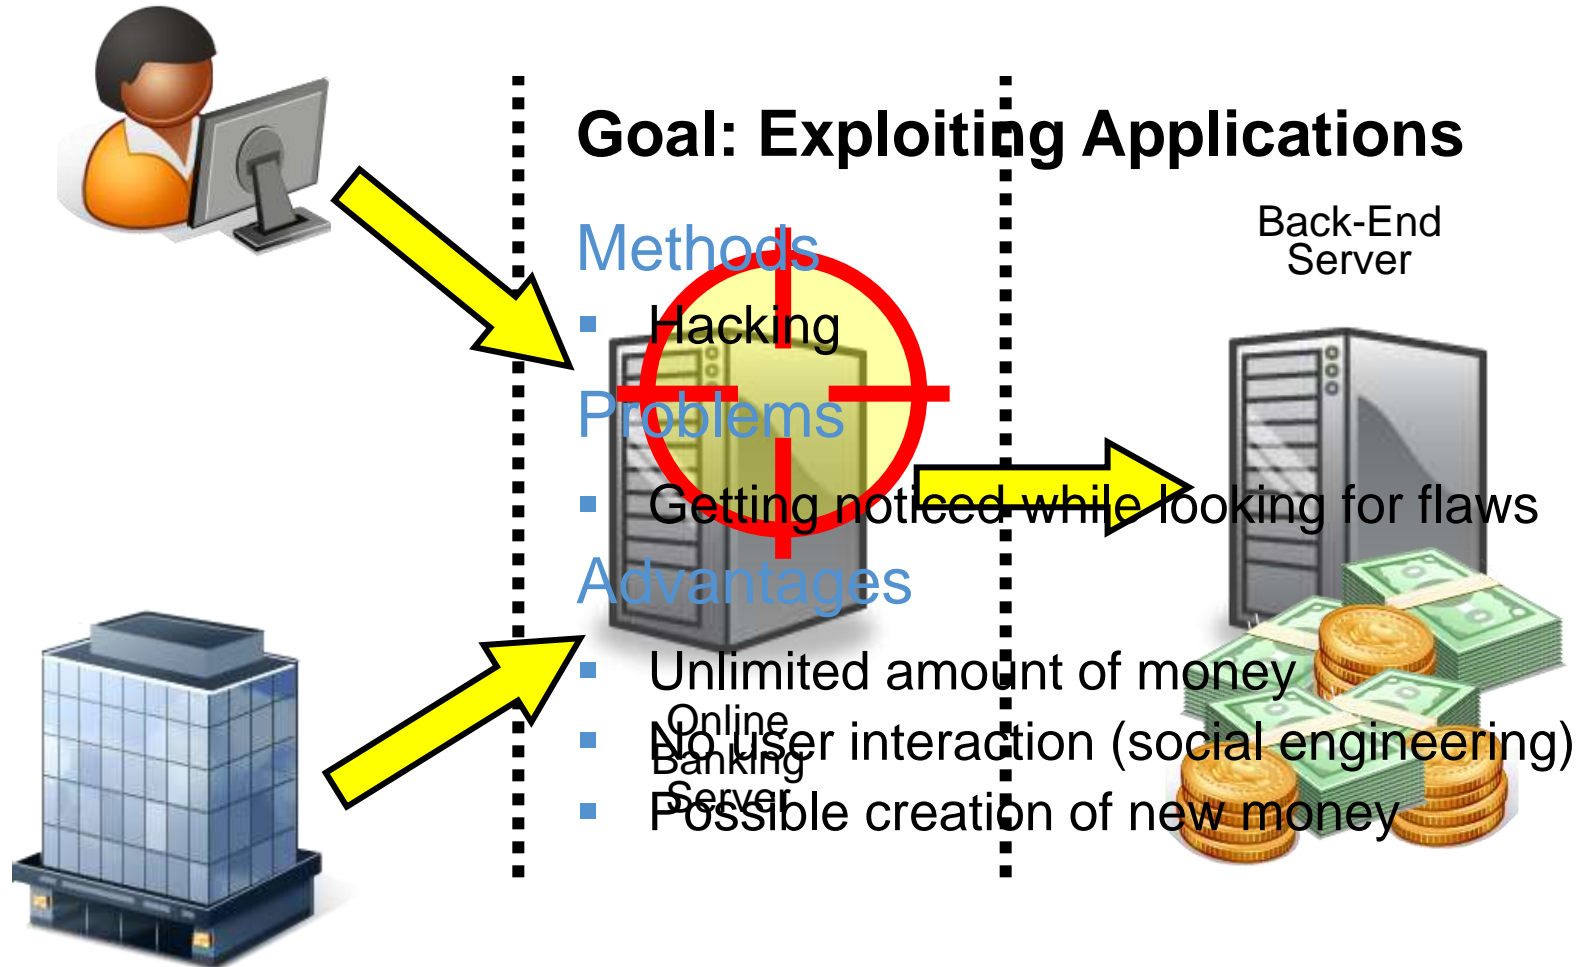 Goal: Exploiting Applications
Methods
Hacking
Problems
Getting noticed while looking for flaws
Advantages
Unlimited amount of money
No user interaction (social engineering)
Possible creation of new money
Online
Banking
Server
Back-End
Server